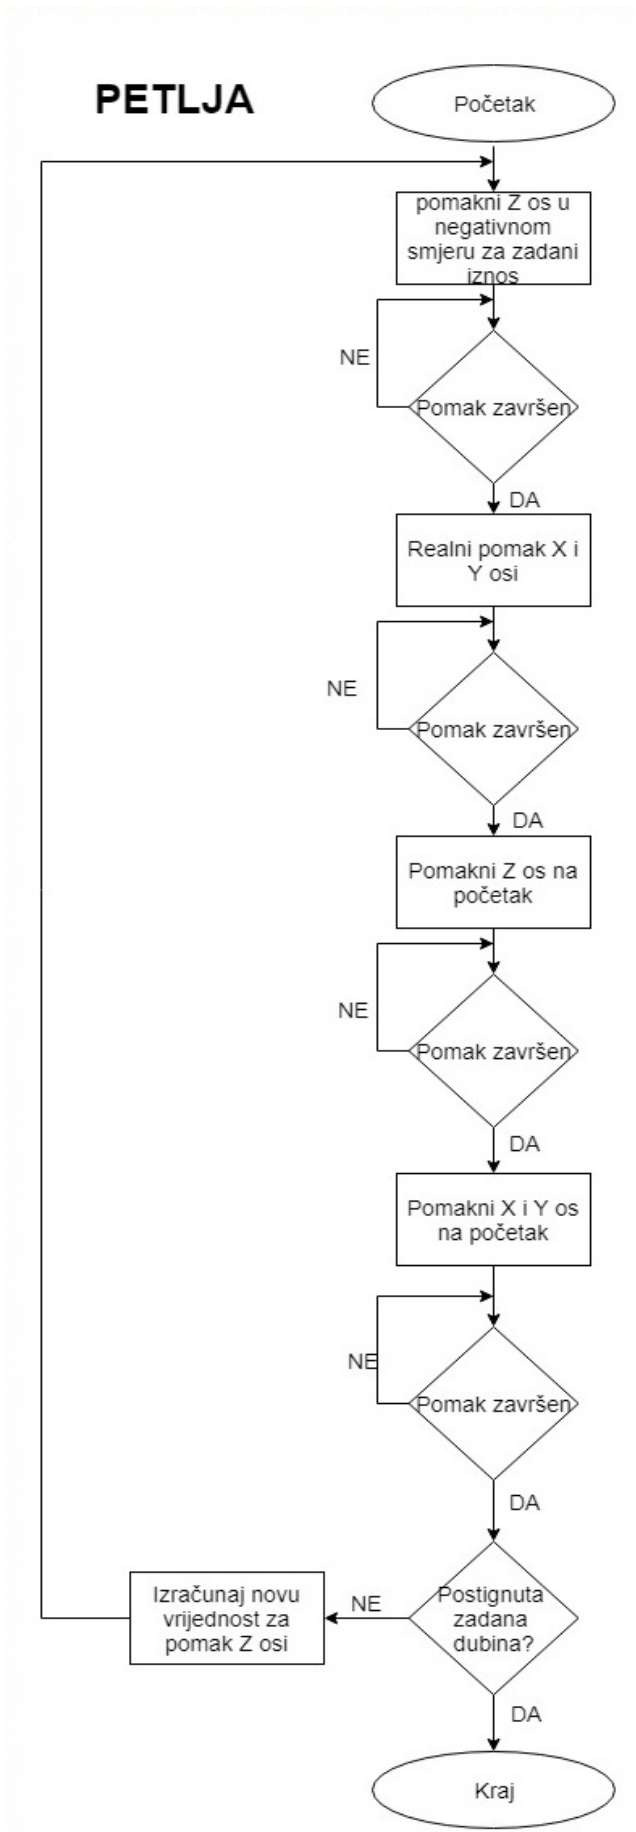 PETLJA
Početak
pomakni Z os u
negativnom
smjeru za zadani
iznos
NE
Pomak završen
DA
Realni pomak X i
Y osi
NE
Pomak završen
DA
Pomakni Z os na
početak
NE
Pomak završen
DA
Pomakni X i Y os
na početak
NE
Pomak završen
DA
Postignuta
zadana
dubina?
NE
Izračunaj novu
vrijednost za
pomak Z osi
DA
Kraj